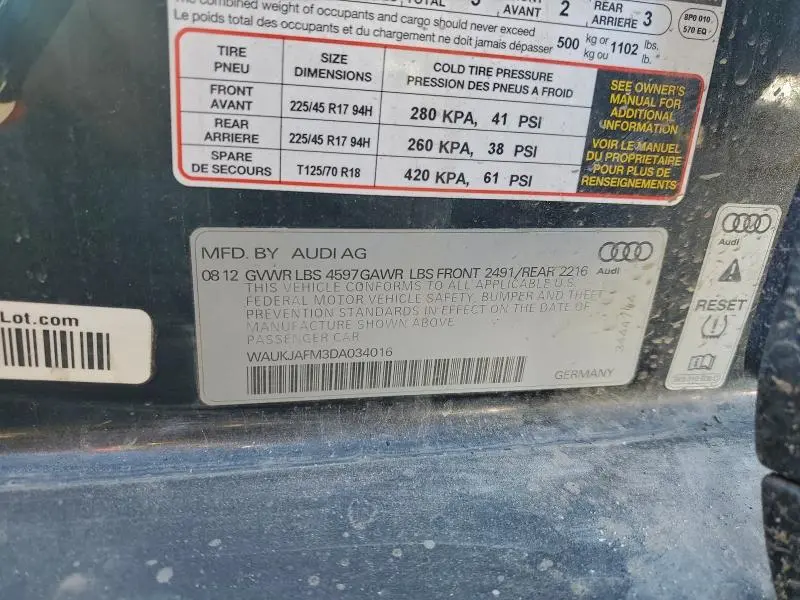 TOTAL 5 AVANT 2 REAR ARRIERE 3
8P0 010 570 EQ
The combined weight of occupants and cargo should never exceed
Le poids total des occupants et du chargement ne doit jamais dépasser 500 kg or kg ou 1102 lbs. lb.
TIRE PNEU
SIZE DIMENSIONS
COLD TIRE PRESSURE
PRESSION DES PNEUS A FROID
FRONT AVANT 225/45 R17 94H 280 KPA, 41 PSI
REAR ARRIERE 225/45 R17 94H 260 KPA, 38 PSI
SPARE DE SECOURS T125/70 R18 420 KPA, 61 PSI
SEE OWNER'S
MANUAL FOR
ADDITIONAL
INFORMATION
VOIR LE MANUEL
DU PROPRIETAIRE
POUR PLUS DE
RENSEIGNEMENTS
MFD. BY AUDI AG
Audi
08 12 GVWR LBS 4597 GAWR LBS FRONT 2491/REAR 2216
THIS VEHICLE CONFORMS TO ALL APPLICABLE U.S.
FEDERAL MOTOR VEHICLE SAFETY, BUMPER AND THEFT
PREVENTION STANDARDS IN EFFECT ON THE DATE OF
MANUFACTURE SHOWN ABOVE
PASSENGER CAR
WAUKJAFM3DA034016
GERMANY
Audi
RESET
Lot.com